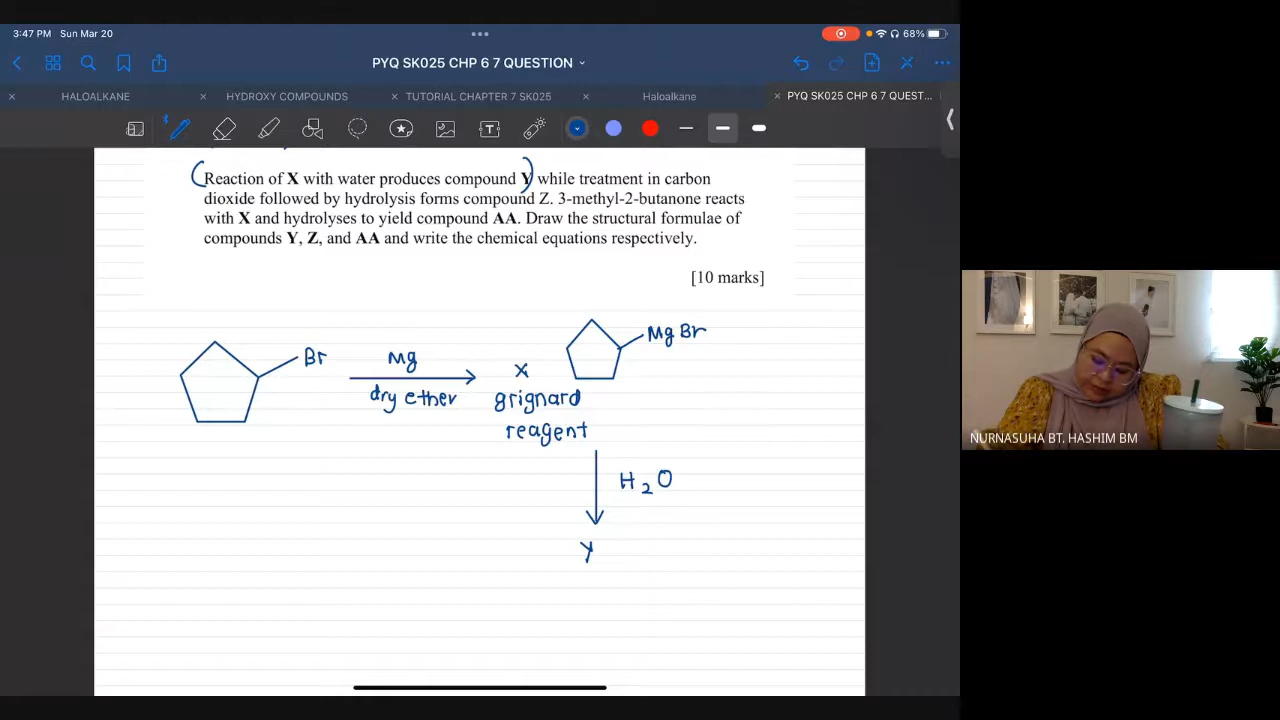 3:47 PM Sun Mar 20
68%
PYQ SK025 CHP 6 7 QUESTION
HALOALKANE
HYDROXY COMPOUNDS
TUTORIAL CHAPTER 7 SK025
Haloalkane
PYQ SK025 CHP 6 7 QUEST...
Reaction of X with water produces compound Y while treatment in carbon
dioxide followed by hydrolysis forms compound Z. 3-methyl-2-butanone reacts
with X and hydrolyses to yield compound AA. Draw the structural formulae of
compounds Y, Z, and AA and write the chemical equations respectively.
[10 marks]
Br
Mg
dry ether
Mg Br
X
grignard
reagent
H2O
Y
NURNASUHA BT. HASHIM BM